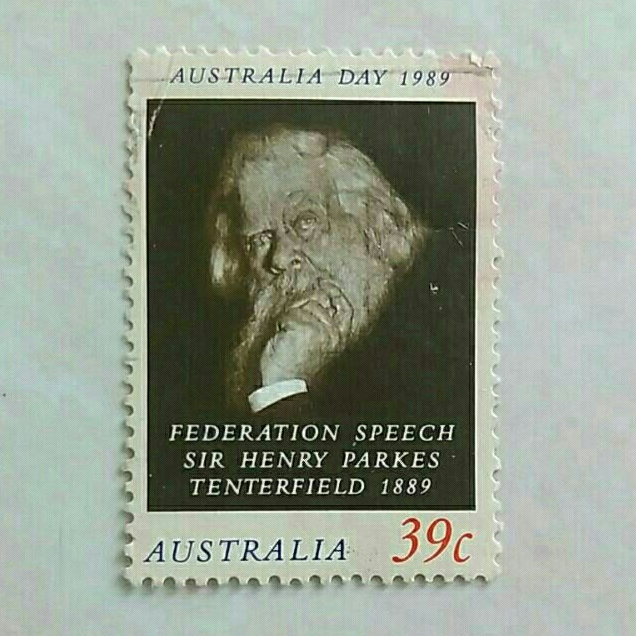 AUSTRALIA DAY 1989
FEDERATION SPEECH
SIR HENRY PARKES
TENTERFIELD 1889
AUSTRALIA 39c